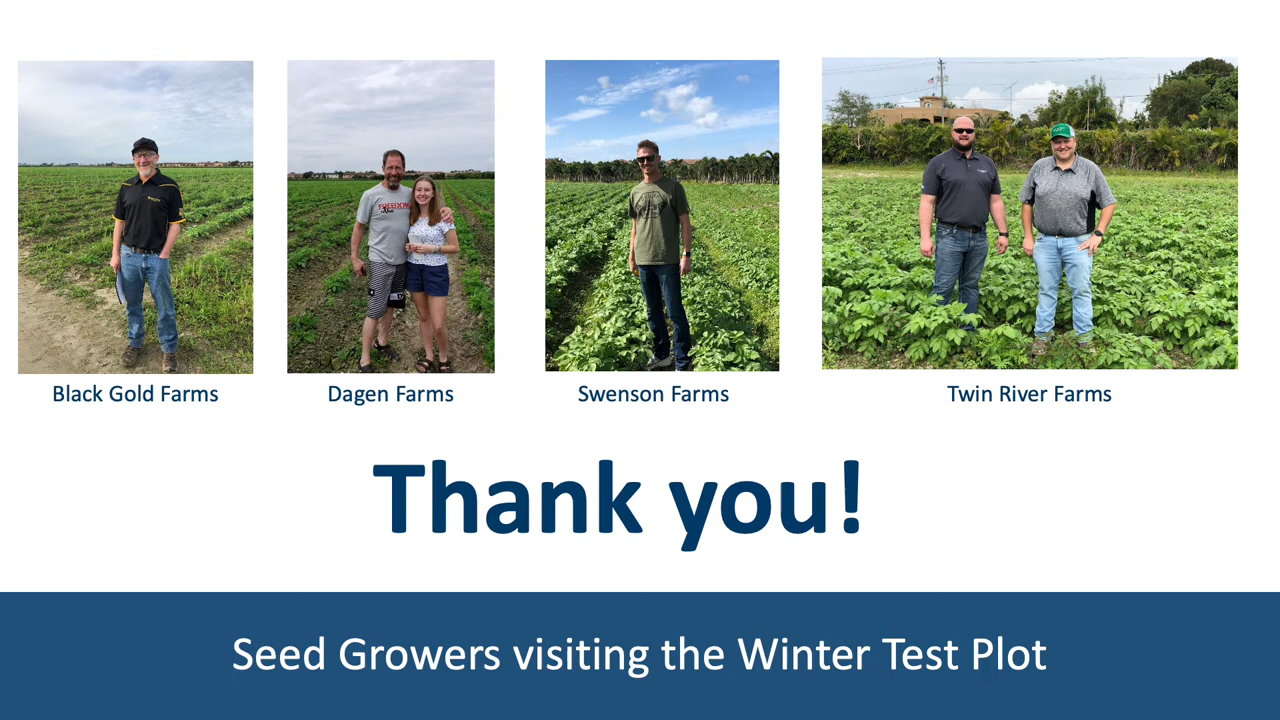 Black Gold Farms
Dagen Farms
Swenson Farms
Twin River Farms
Thank you!
Seed Growers visiting the Winter Test Plot